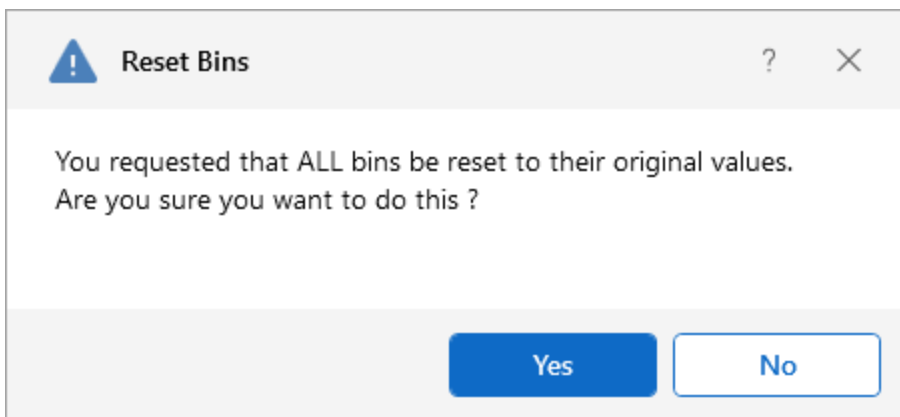 Reset Bins
?
You requested that ALL bins be reset to their original values.
Are you sure you want to do this ?
Yes
No